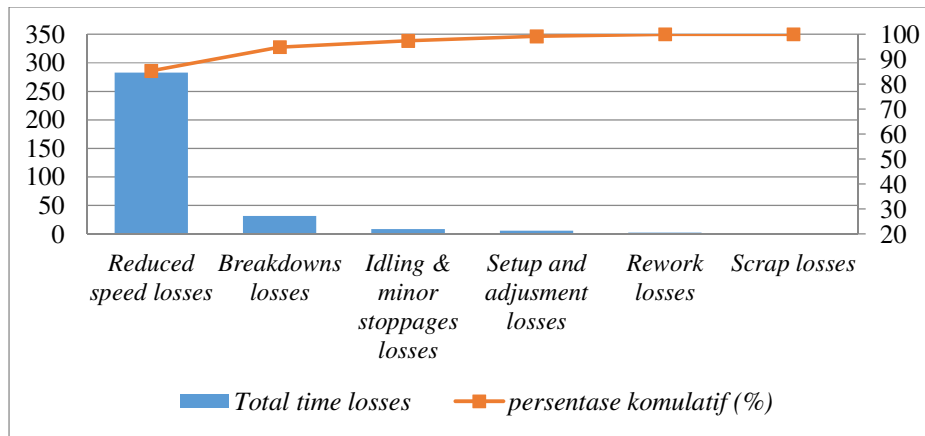 350
300
250
200
150
100
50
0
100
90
80
70
60
50
40
30
20
Reduced
speed losses
Breakdowns
losses
Idling &
minor
stoppages
losses
Setup and
adjusment
losses
Rework
losses
Scrap losses
Total time losses
persentase komulatif (%)